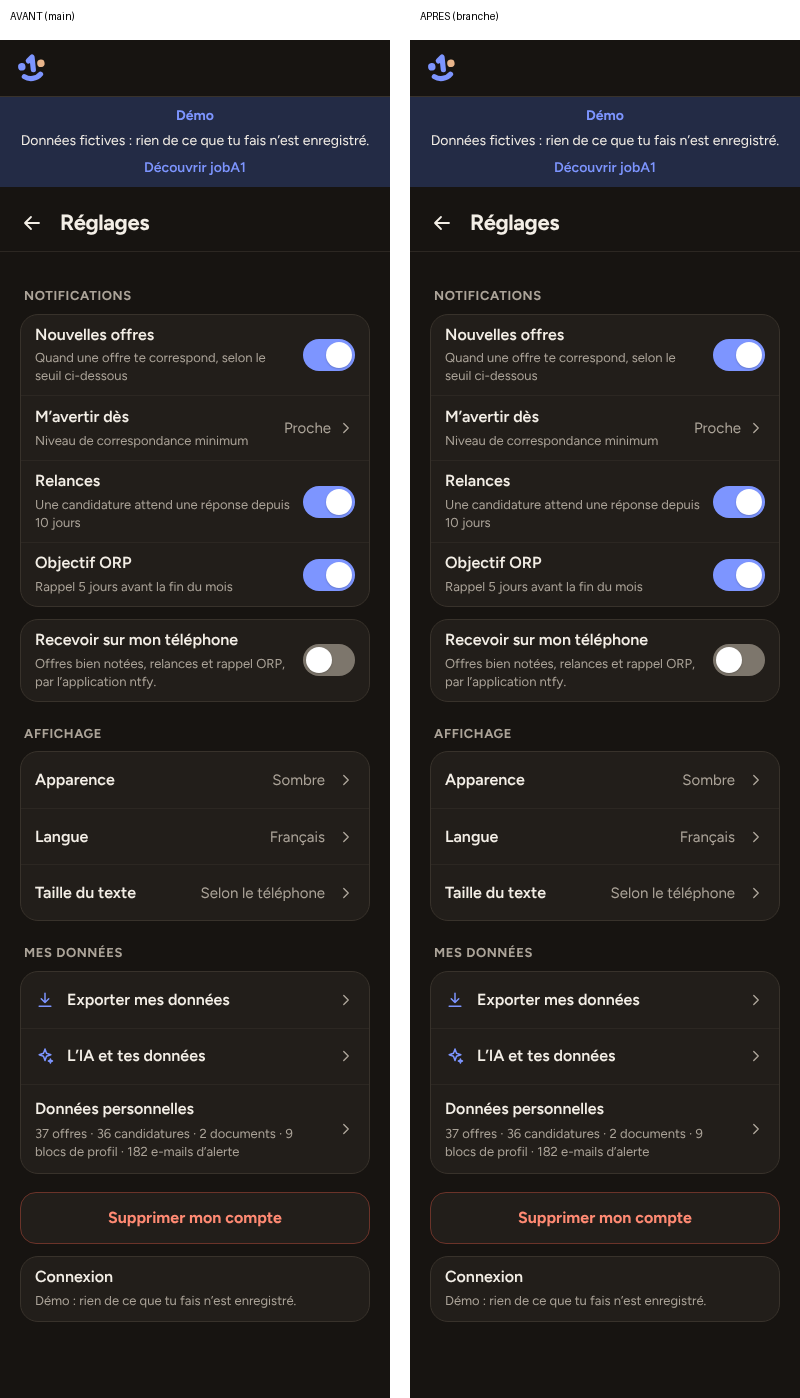 AVANT (main)
Démo
Données fictives : rien de ce que tu fais n’est enregistré.
Découvrir jobA1
Réglages
NOTIFICATIONS
Nouvelles offres
Quand une offre te correspond, selon le
seuil ci-dessous
M’avertir dès
Niveau de correspondance minimum
Proche
Relances
Une candidature attend une réponse depuis
10 jours
Objectif ORP
Rappel 5 jours avant la fin du mois
Recevoir sur mon téléphone
Offres bien notées, relances et rappel ORP,
par l’application ntfy.
AFFICHAGE
Apparence
Sombre
Langue
Français
Taille du texte
Selon le téléphone
MES DONNÉES
Exporter mes données
L’IA et tes données
Données personnelles
37 offres · 36 candidatures · 2 documents · 9
blocs de profil · 182 e-mails d’alerte
Supprimer mon compte
Connexion
Démo : rien de ce que tu fais n’est enregistré.
APRES (branche)
Démo
Données fictives : rien de ce que tu fais n’est enregistré.
Découvrir jobA1
Réglages
NOTIFICATIONS
Nouvelles offres
Quand une offre te correspond, selon le
seuil ci-dessous
M’avertir dès
Niveau de correspondance minimum
Proche
Relances
Une candidature attend une réponse depuis
10 jours
Objectif ORP
Rappel 5 jours avant la fin du mois
Recevoir sur mon téléphone
Offres bien notées, relances et rappel ORP,
par l’application ntfy.
AFFICHAGE
Apparence
Sombre
Langue
Français
Taille du texte
Selon le téléphone
MES DONNÉES
Exporter mes données
L’IA et tes données
Données personnelles
37 offres · 36 candidatures · 2 documents · 9
blocs de profil · 182 e-mails d’alerte
Supprimer mon compte
Connexion
Démo : rien de ce que tu fais n’est enregistré.